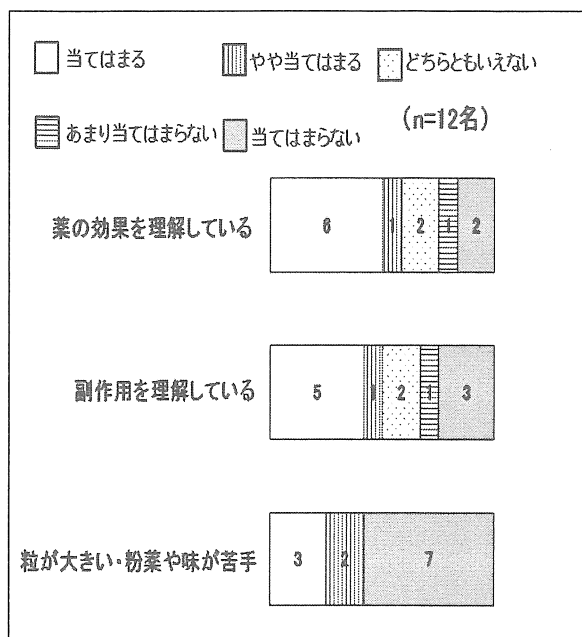 当てはまる やや当てはまる どちらともいえない
あまり当てはまらない 当てはまらない (n=12名)
薬の効果を理解している 6 1 2 1 2
副作用を理解している 5 1 2 1 3
粒が大きい・粉薬や味が苦手 3 2 7